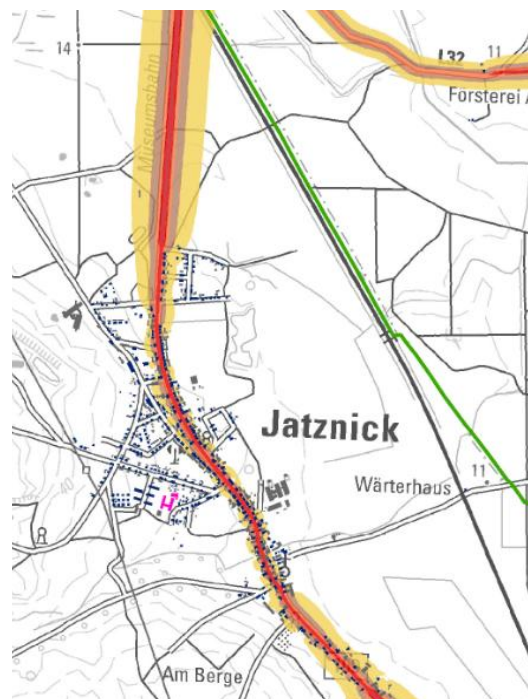 14
Museumsbahn
L32
11
Försterei
Jatznick
11
Wärterhaus
Am Berge